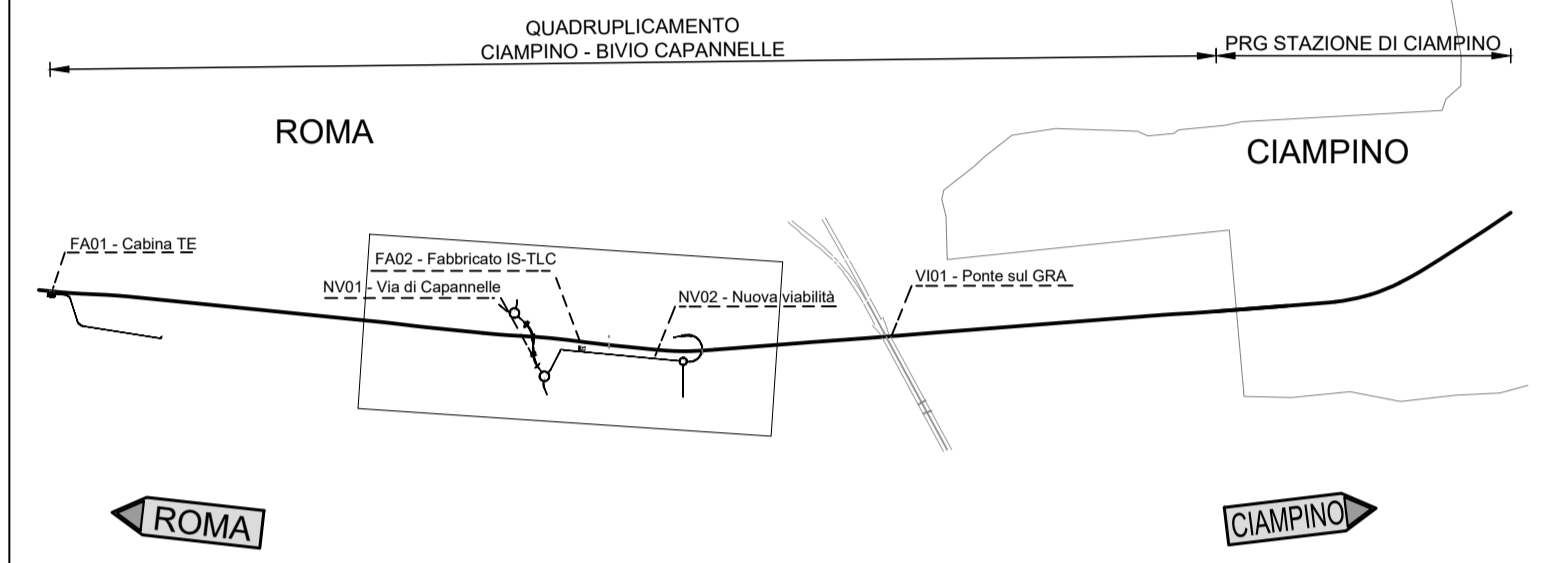 QUADRUPLICAMENTO
CIAMPINO - BIVIO CAPANNELLE
PRG STAZIONE DI CIAMPINO
ROMA
CIAMPINO
FA01 - Cabina TE
FA02 - Fabbricato IS-TLC
NV01 - Via di Capannelle
NV02 - Nuova viabilità
VI01 - Ponte sul GRA
ROMA
CIAMPINO